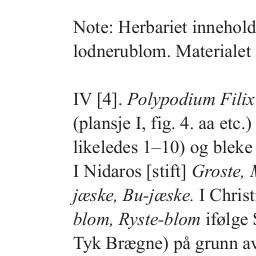 Note: Herbariet innehold
lodnerublom. Materialet
IV [4]. Polypodium Filix
(plansje I, fig. 4. aa etc.)
likeledes 1–10) og bleke
I Nidaros [stift] Groste,
jæske, Bu-jæske. I Christ
blom, Ryste-blom ifølge
Tyk Brægne) på grunn av